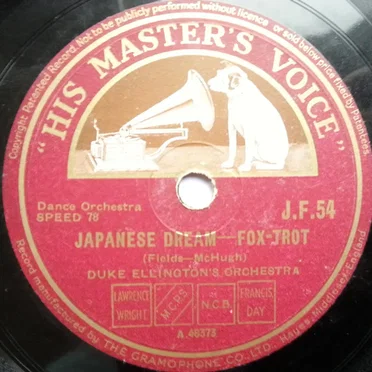 Not to be publicly performed without licence or sold below price fixed by patentees.
Copyright Patented Record.
"HIS MASTER'S VOICE"
Dance Orchestra
SPEED 78
J.F.54
JAPANESE DREAM—FOX-TROT
(Fields—McHugh)
DUKE ELLINGTON'S ORCHESTRA
LAWRENCE
WRIGHT
M.C.P.S
N.C.B.
FRANCIS
DAY
A.46373
Record manufactured by THE GRAMOPHONE CO. LTD. Hayes, Middlesex England.